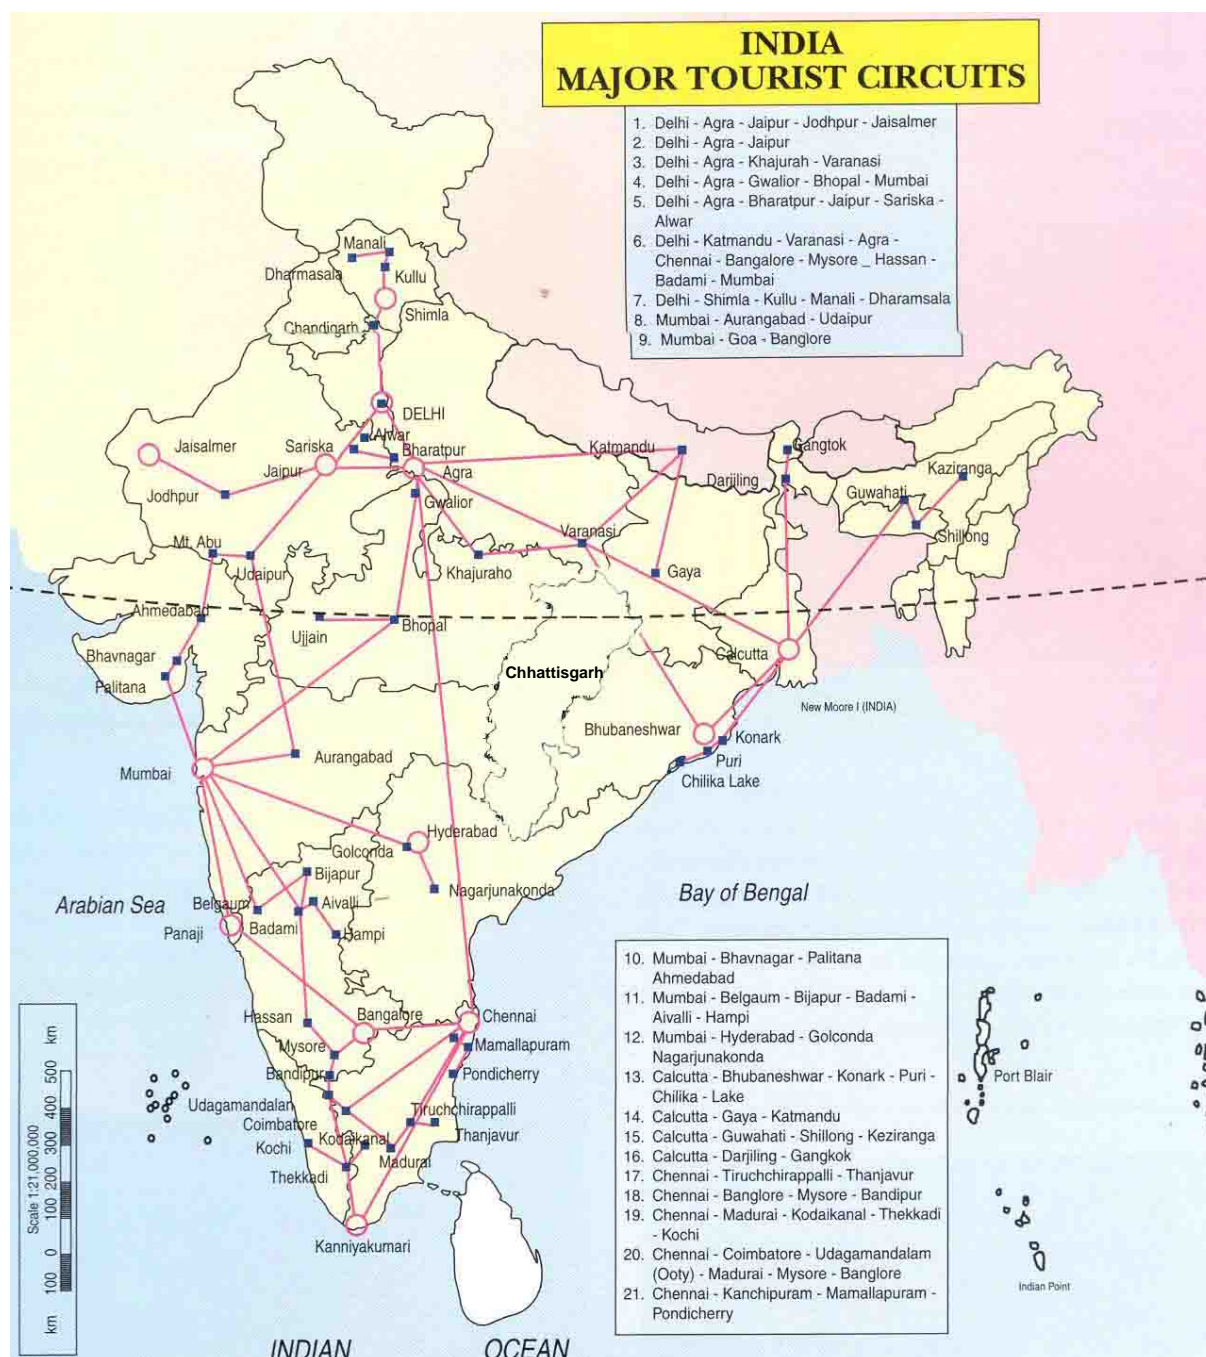 INDIA
MAJOR TOURIST CIRCUITS
1. Delhi - Agra - Jaipur - Jodhpur - Jaisalmer
2. Delhi - Agra - Jaipur
3. Delhi - Agra - Khajurah - Varanasi
4. Delhi - Agra - Gwalior - Bhopal - Mumbai
5. Delhi - Agra - Bharatpur - Jaipur - Sariska -
Alwar
6. Delhi - Katmandu - Varanasi - Agra -
Chennai - Bangalore - Mysore _ Hassan -
Badami - Mumbai
7. Delhi - Shimla - Kullu - Manali - Dharamsala
8. Mumbai - Aurangabad - Udaipur
9. Mumbai - Goa - Banglore
Manali
Dharmasala
Kullu
Shimla
Chandigarh
DELHI
Alwar
Sariska
Bharatpur
Jaisalmer
Jaipur
Agra
Katmandu
Gangtok
Kaziranga
Darjiling
Guwahati
Jodhpur
Gwalior
Shillong
Varanasi
Mt. Abu
Udaipur
Khajuraho
Gaya
Ahmedabad
Ujjain
Bhopal
Bhavnagar
Calcutta
Chhattisgarh
Palitana
New Moore I (INDIA)
Bhubaneshwar
Konark
Aurangabad
Puri
Mumbai
Chilika Lake
Hyderabad
Golconda
Bijapur
Nagarjunakonda
Arabian Sea
Bay of Bengal
Belgaum
Aivalli
Panaji
Badami
Hampi
Hassan
Bangalore
Chennai
Mysore
Mamallapuram
Bandipur
Pondicherry
Udagamandalan
Tiruchchirappalli
Coimbatore
Kodaikanal
Thanjavur
Kochi
Madurai
Thekkadi
Kanniyakumari
Port Blair
Indian Point
10. Mumbai - Bhavnagar - Palitana
Ahmedabad
11. Mumbai - Belgaum - Bijapur - Badami -
Aivalli - Hampi
12. Mumbai - Hyderabad - Golconda
Nagarjunakonda
13. Calcutta - Bhubaneshwar - Konark - Puri -
Chilika - Lake
14. Calcutta - Gaya - Katmandu
15. Calcutta - Guwahati - Shillong - Keziranga
16. Calcutta - Darjiling - Gangkok
17. Chennai - Tiruchchirappalli - Thanjavur
18. Chennai - Banglore - Mysore - Bandipur
19. Chennai - Madurai - Kodaikanal - Thekkadi
- Kochi
20. Chennai - Coimbatore - Udagamandalam
(Ooty) - Madurai - Mysore - Banglore
21. Chennai - Kanchipuram - Mamallapuram -
Pondicherry
Scale 1:21,000,000
km 100 0 100 200 300 400 500 km
INDIAN OCEAN